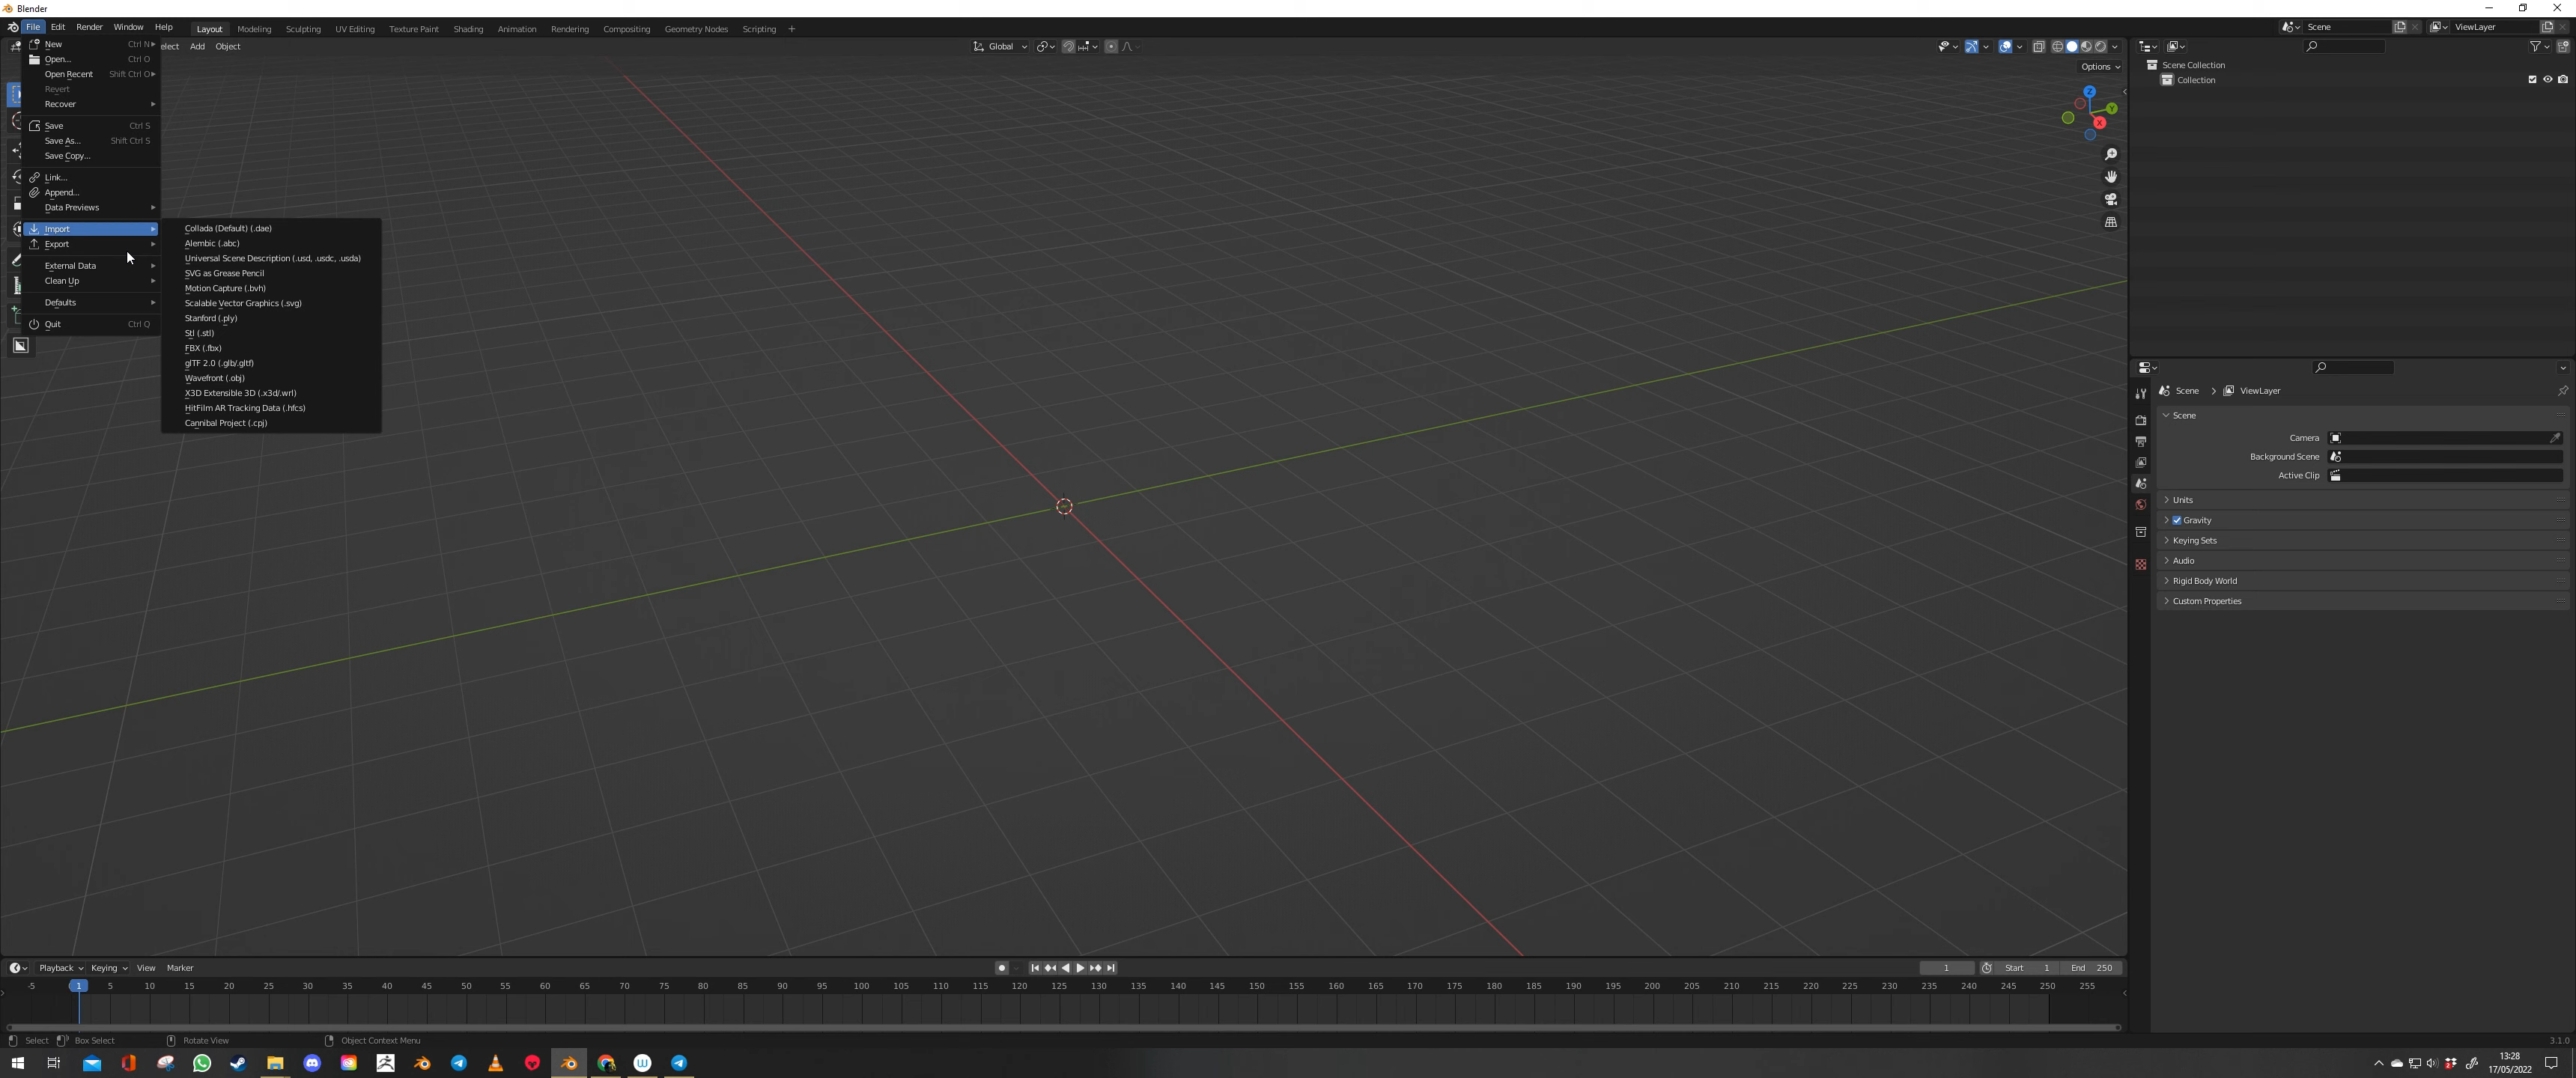 Blender
File Edit Render Window Help Layout Modeling Sculpting UV Editing Texture Paint Shading Animation Rendering Compositing Geometry Nodes Scripting + Scene ViewLayer
elect Add Object Global
Options
New Ctrl N
Open... Ctrl O
Open Recent Shift Ctrl O
Revert
Recover
Save Ctrl S
Save As... Shift Ctrl S
Save Copy...
Link...
Append...
Data Previews
Import
Export
External Data
Clean Up
Defaults
Quit Ctrl Q
Collada (Default) (.dae)
Alembic (.abc)
Universal Scene Description (.usd, .usdc, .usda)
SVG as Grease Pencil
Motion Capture (.bvh)
Scalable Vector Graphics (.svg)
Stanford (.ply)
Stl (.stl)
FBX (.fbx)
glTF 2.0 (.glb/.gltf)
Wavefront (.obj)
X3D Extensible 3D (.x3d/.wrl)
HitFilm AR Tracking Data (.hfcs)
Cannibal Project (.cpj)
Z
Y
X
Scene Collection
Collection
Scene > ViewLayer
Scene
Camera
Background Scene
Active Clip
Units
Gravity
Keying Sets
Audio
Rigid Body World
Custom Properties
Playback Keying View Marker 1 Start 1 End 250
-5 1 5 10 15 20 25 30 35 40 45 50 55 60 65 70 75 80 85 90 95 100 105 110 115 120 125 130 135 140 145 150 155 160 165 170 175 180 185 190 195 200 205 210 215 220 225 230 235 240 245 250 255
Select Box Select Rotate View Object Context Menu 3.1.0
13:28
17/05/2022